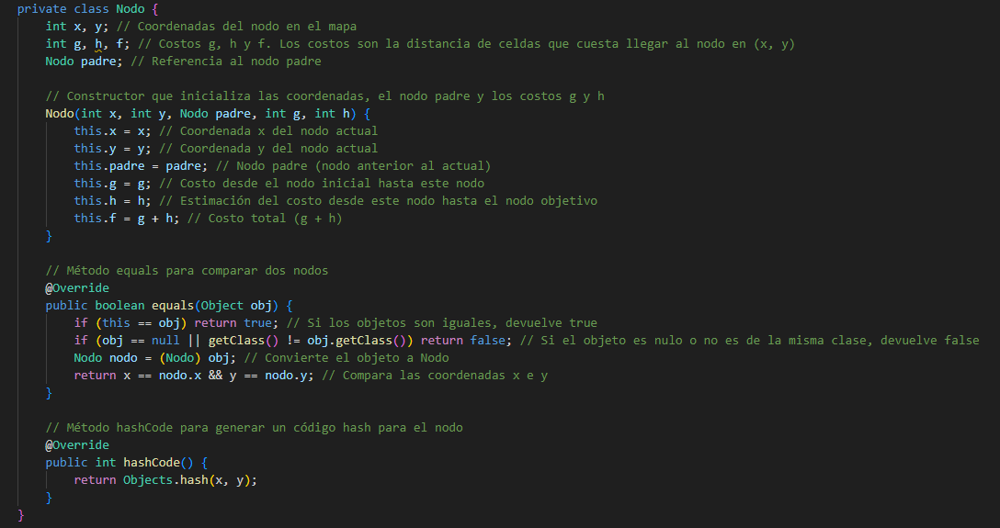 private class Nodo {
int x, y; // Coordenadas del nodo en el mapa
int g, h, f; // Costos g, h y f. Los costos son la distancia de celdas que cuesta llegar al nodo en (x, y)
Nodo padre; // Referencia al nodo padre
// Constructor que inicializa las coordenadas, el nodo padre y los costos g y h
Nodo(int x, int y, Nodo padre, int g, int h) {
this.x = x; // Coordenada x del nodo actual
this.y = y; // Coordenada y del nodo actual
this.padre = padre; // Nodo padre (nodo anterior al actual)
this.g = g; // Costo desde el nodo inicial hasta este nodo
this.h = h; // Estimación del costo desde este nodo hasta el nodo objetivo
this.f = g + h; // Costo total (g + h)
}
// Método equals para comparar dos nodos
@Override
public boolean equals(Object obj) {
if (this == obj) return true; // Si los objetos son iguales, devuelve true
if (obj == null || getClass() != obj.getClass()) return false; // Si el objeto es nulo o no es de la misma clase, devuelve false
Nodo nodo = (Nodo) obj; // Convierte el objeto a Nodo
return x == nodo.x && y == nodo.y; // Compara las coordenadas x e y
}
// Método hashCode para generar un código hash para el nodo
@Override
public int hashCode() {
return Objects.hash(x, y);
}
}